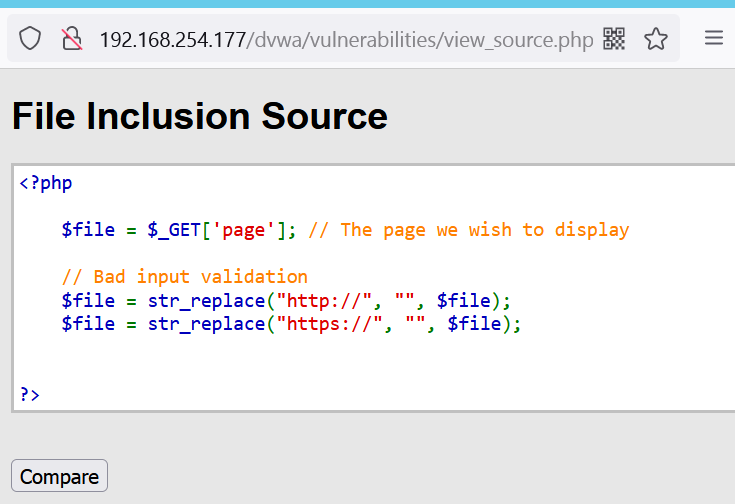 192.168.254.177/dvwa/vulnerabilities/view_source.php
File Inclusion Source
<?php
$file = $_GET['page']; // The page we wish to display
// Bad input validation
$file = str_replace("http://", "", $file);
$file = str_replace("https://", "", $file);
?>
Compare